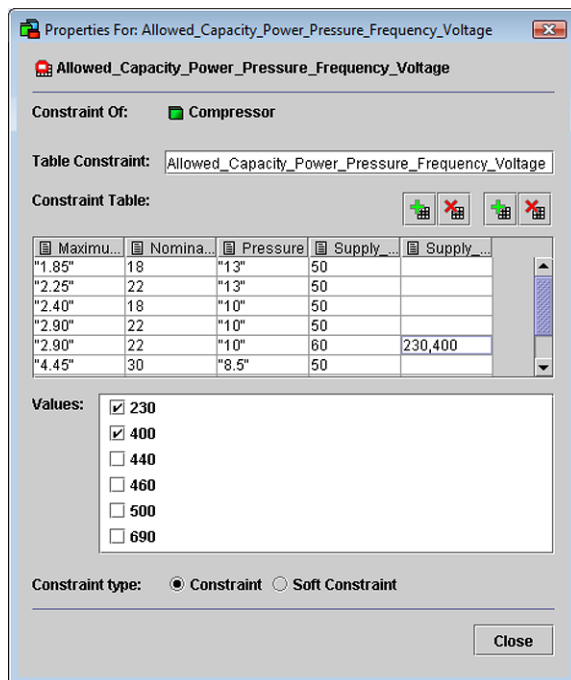 Properties For: Allowed_Capacity_Power_Pressure_Frequency_Voltage
Allowed_Capacity_Power_Pressure_Frequency_Voltage
Constraint Of: Compressor
Table Constraint: Allowed_Capacity_Power_Pressure_Frequency_Voltage
Constraint Table:
Maximu... Nomina... Pressure Supply_... Supply_...
"1.85" 18 "13" 50
"2.25" 22 "13" 50
"2.40" 18 "10" 50
"2.90" 22 "10" 50
"2.90" 22 "10" 60 230,400
"4.45" 30 "8.5" 50
Values: 230
400
440
460
500
690
Constraint type: Constraint Soft Constraint
Close